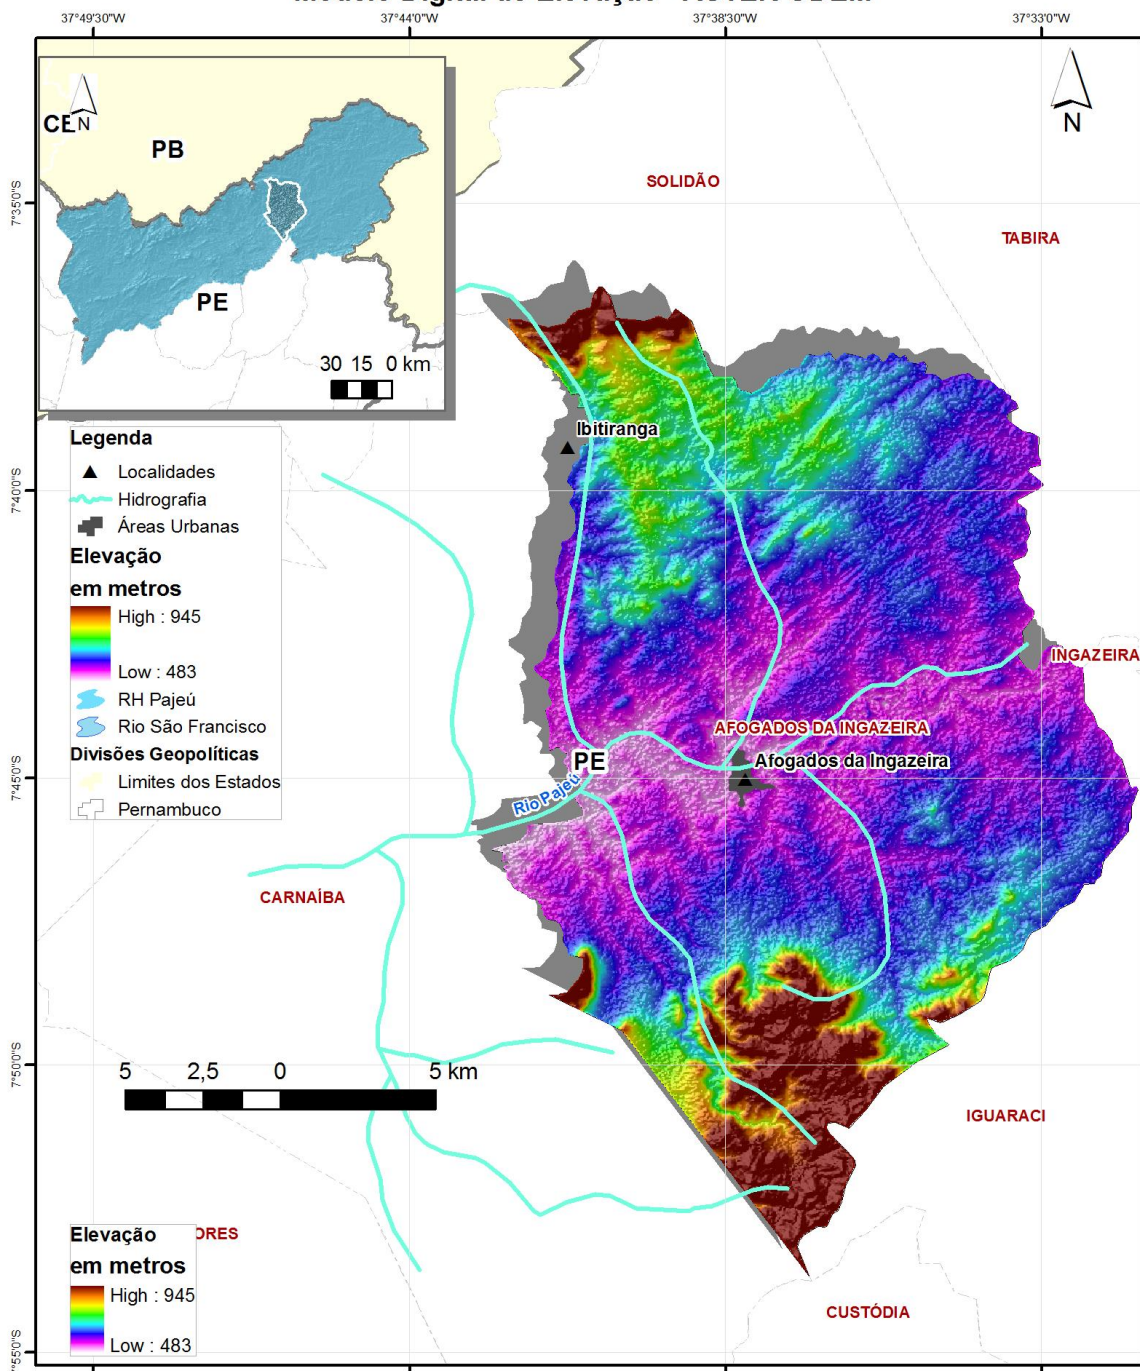 37°49'30"W
37°44'0"W
37°38'30"W
37°33'0"W
N
CE
N
PB
PE
30 15 0 km
SOLIDÃO
TABIRA
7°35'0"S
Legenda
Localidades
Hidrografia
Áreas Urbanas
Elevação
em metros
High : 945
Low : 483
RH Pajeú
Rio São Francisco
Divisões Geopolíticas
Limites dos Estados
Pernambuco
Ibitiranga
7°40'0"S
INGAZEIRA
AFOGADOS DA INGAZEIRA
Afogados da Ingazeira
PE
Rio Pajeú
7°45'0"S
CARNAÍBA
7°50'0"S
5 2,5 0 5 km
IGUARACI
ORES
Elevação
em metros
High : 945
Low : 483
CUSTÓDIA
7°55'0"S